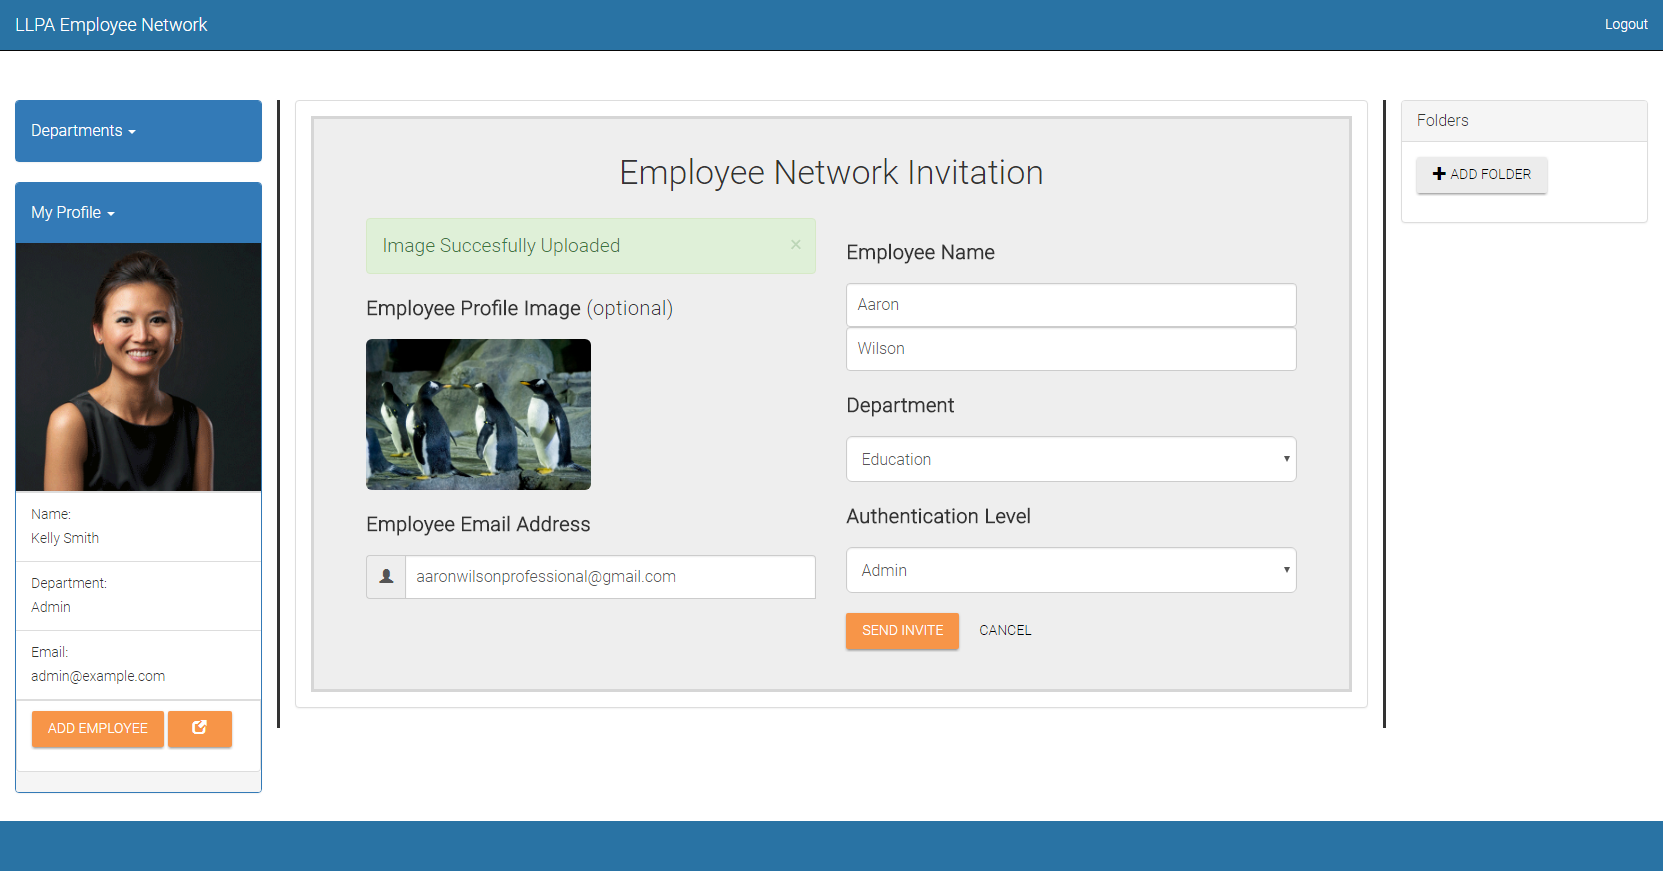 LLPA Employee Network
Logout
Departments
My Profile
Name:
Kelly Smith
Department:
Admin
Email:
admin@example.com
ADD EMPLOYEE
Employee Network Invitation
Image Succesfully Uploaded
×
Employee Profile Image (optional)
Employee Email Address
aaronwilsonprofessional@gmail.com
Employee Name
Aaron
Wilson
Department
Education
Authentication Level
Admin
SEND INVITE CANCEL
Folders
ADD FOLDER